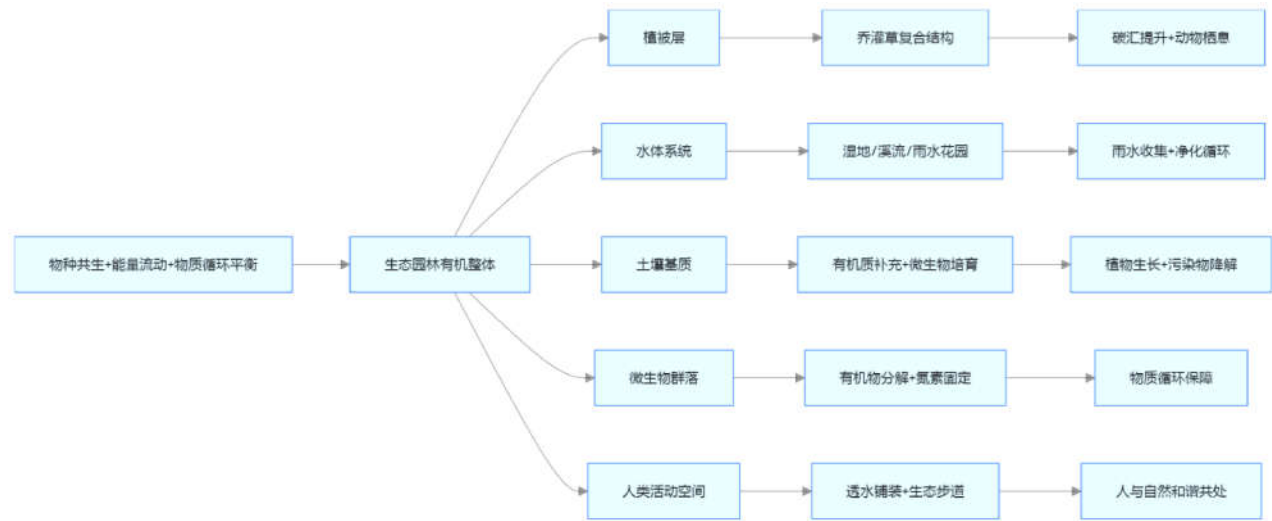 植被层
乔灌草复合结构
碳汇提升+动物栖息
水体系统
湿地/溪流/雨水花园
雨水收集+净化循环
物种共生+能量流动+物质循环平衡
生态园林有机整体
土壤基质
有机质补充+微生物培育
植物生长+污染物降解
微生物群落
有机物分解+氮素固定
物质循环保障
人类活动空间
透水铺装+生态步道
人与自然和谐共处